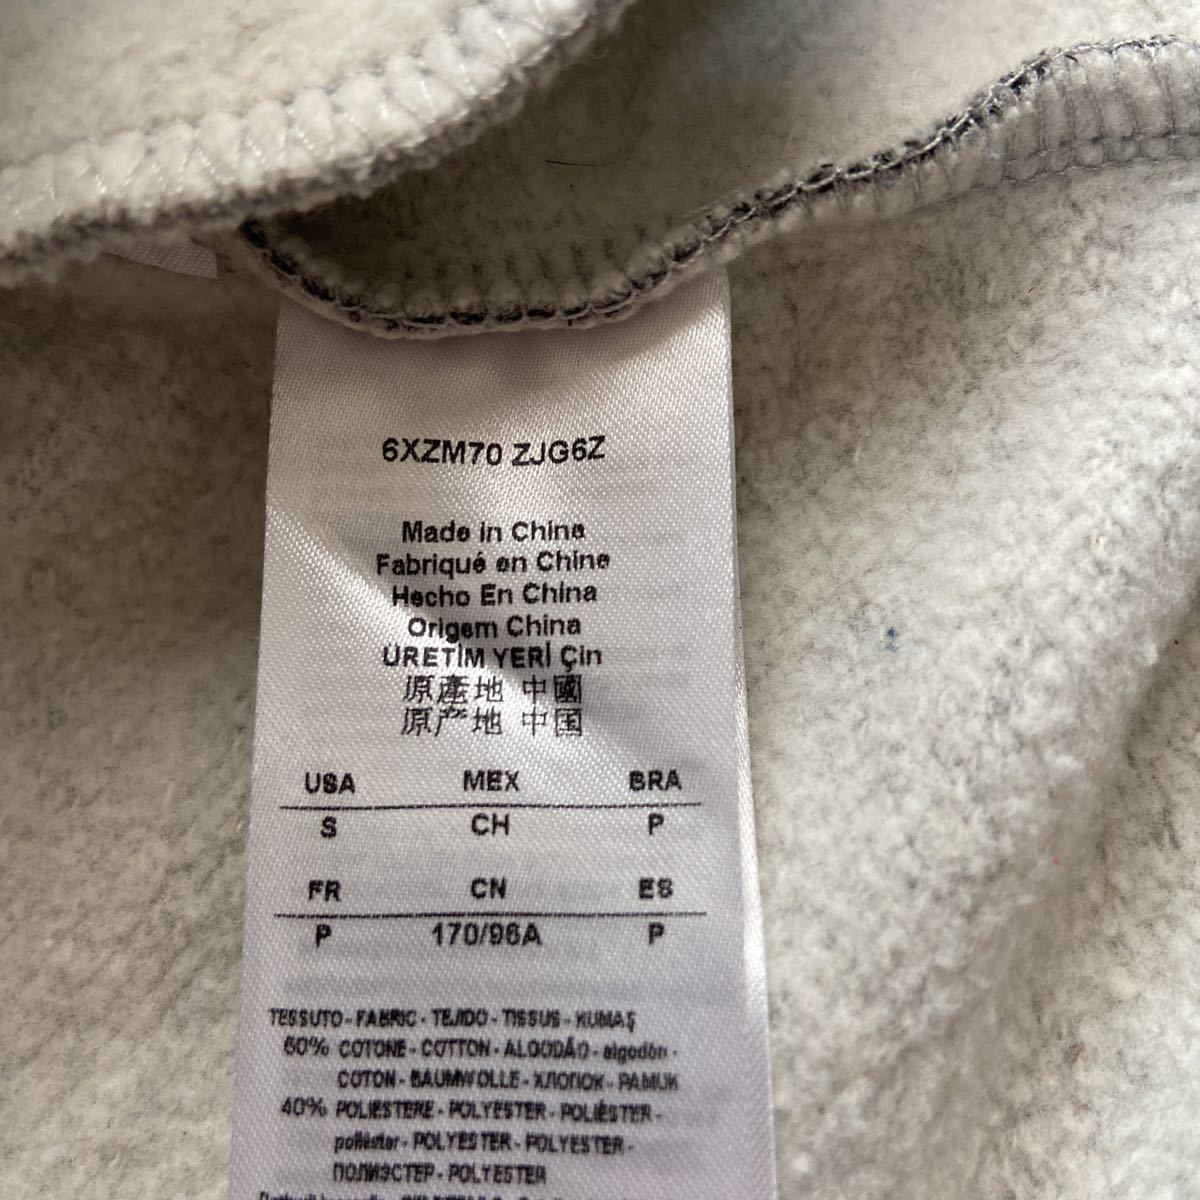 6XZM70 ZJG6Z
Made in China
Fabriqué en Chine
Hecho En China
Origem China
ÜRETİM YERİ Çin
原產地 中國
原产地 中国
USA MEX BRA
S CH P
FR CN ES
P 170/96A P
TESSUTO - FABRIC - TEJIDO - TISSUS - KUMAŞ
60% COTONE - COTTON - ALGODÃO - algodón -
COTON - BAUMWOLLE - ХЛОПОК - PAMUK
40% POLIESTERE - POLYESTER - POLIÉSTER -
poliéster - POLYESTER - POLYESTER -
ПОЛИЭСТЕР - POLYESTER